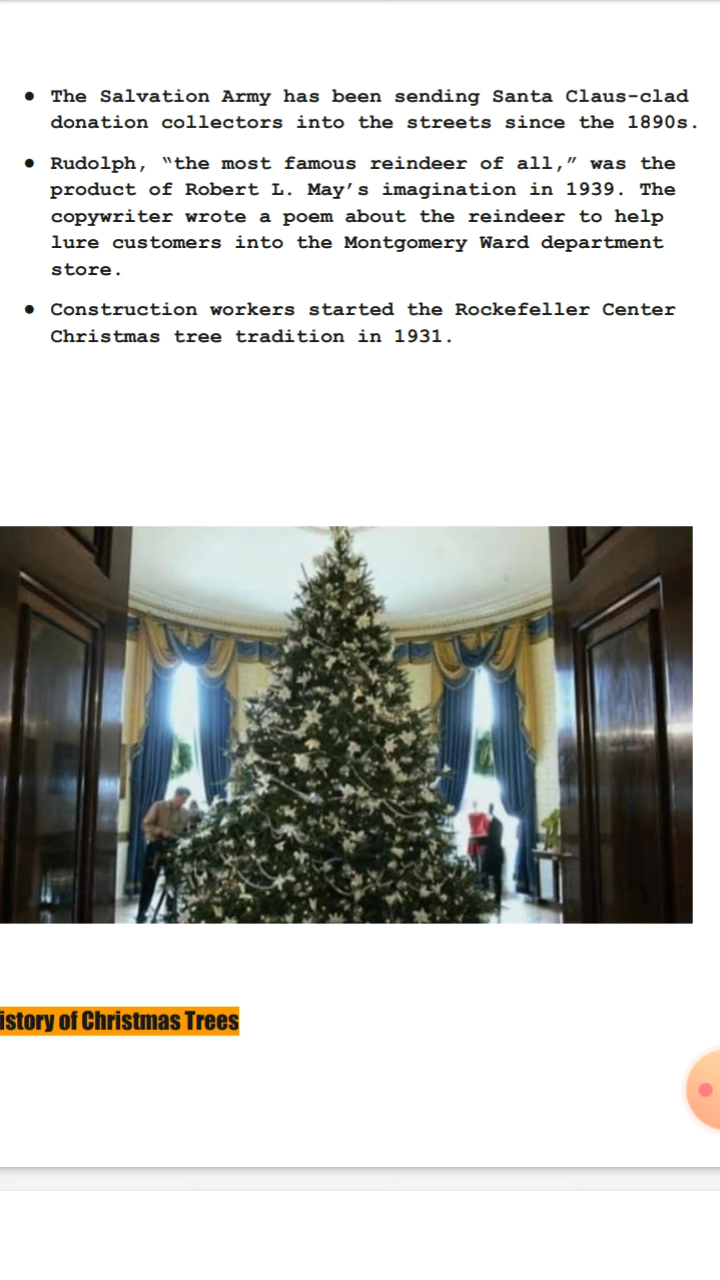 • The Salvation Army has been sending Santa Claus-clad
donation collectors into the streets since the 1890s.
• Rudolph, “the most famous reindeer of all,” was the
product of Robert L. May’s imagination in 1939. The
copywriter wrote a poem about the reindeer to help
lure customers into the Montgomery Ward department
store.
• Construction workers started the Rockefeller Center
Christmas tree tradition in 1931.
istory of Christmas Trees